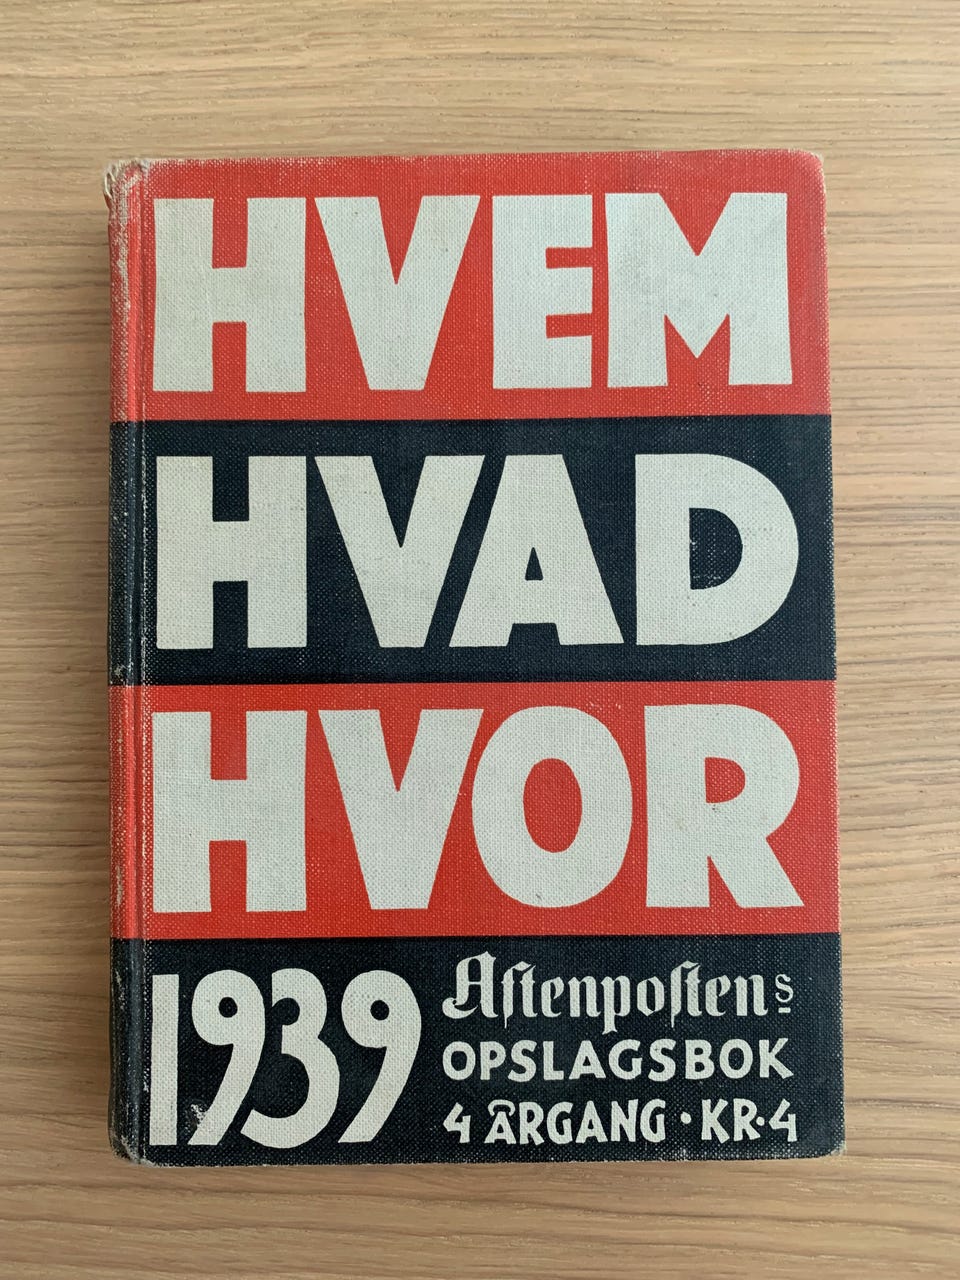 HVEM
HVAD
HVOR
1939
Aftenpostens
OPSLAGSBOK
4 ÅRGANG · KR·4